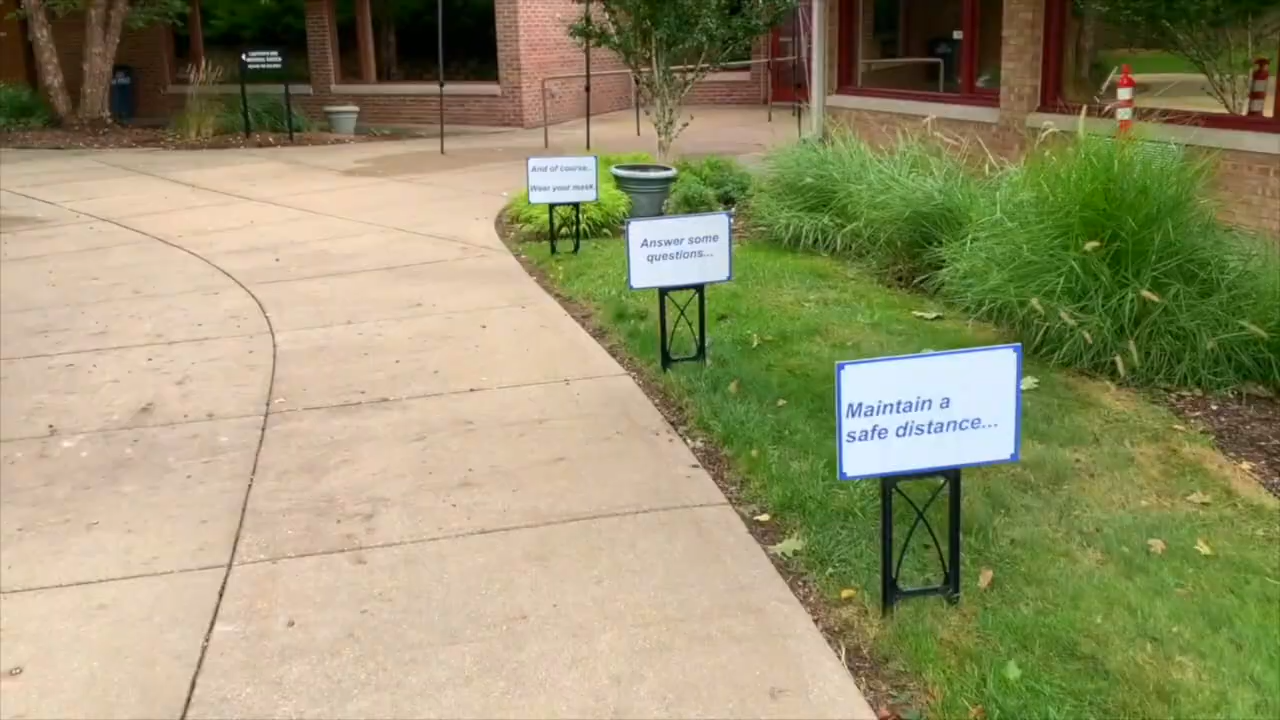 And of course..
Wear your mask.
Answer some
questions...
Maintain a
safe distance...